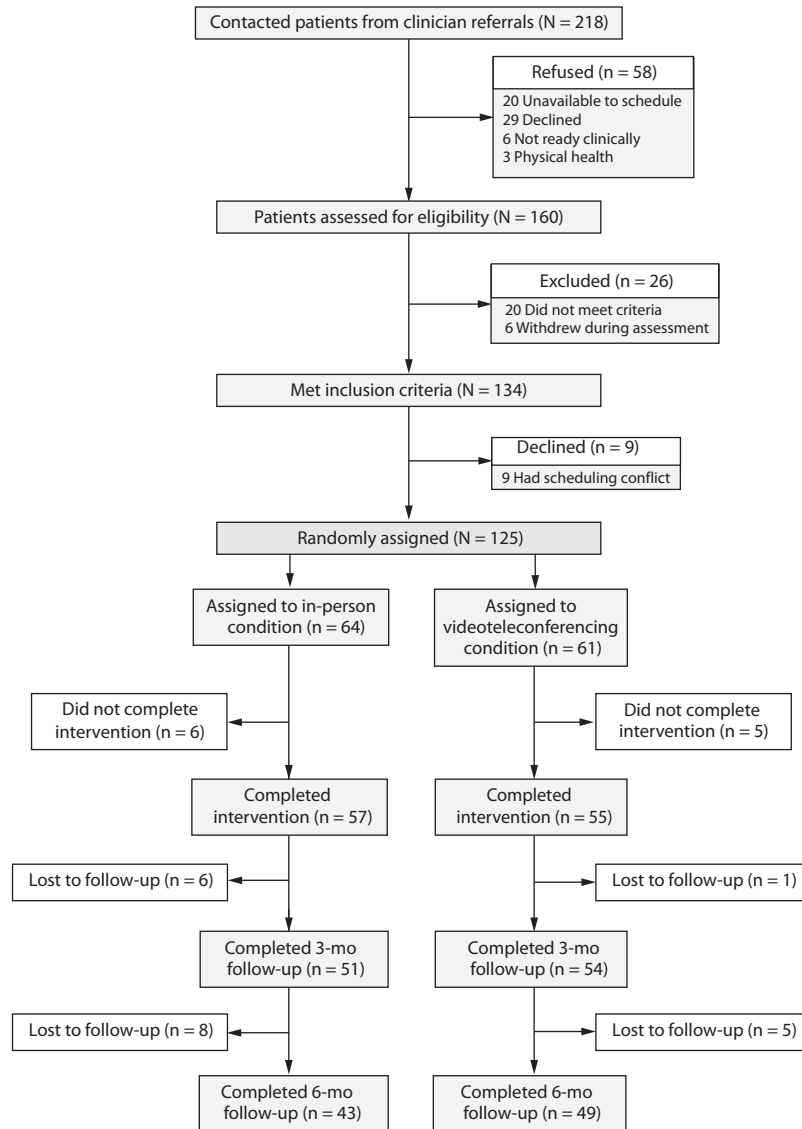 Contacted patients from clinician referrals (N = 218)
Refused (n = 58)
20 Unavailable to schedule
29 Declined
6 Not ready clinically
3 Physical health
Patients assessed for eligibility (N = 160)
Excluded (n = 26)
20 Did not meet criteria
6 Withdrew during assessment
Met inclusion criteria (N = 134)
Declined (n = 9)
9 Had scheduling conflict
Randomly assigned (N = 125)
Assigned to in-person
condition (n = 64)
Assigned to
videoteleconferencing
condition (n = 61)
Did not complete
intervention (n = 6)
Did not complete
intervention (n = 5)
Completed
intervention (n = 57)
Completed
intervention (n = 55)
Lost to follow-up (n = 6)
Lost to follow-up (n = 1)
Completed 3-mo
follow-up (n = 51)
Completed 3-mo
follow-up (n = 54)
Lost to follow-up (n = 8)
Lost to follow-up (n = 5)
Completed 6-mo
follow-up (n = 43)
Completed 6-mo
follow-up (n = 49)